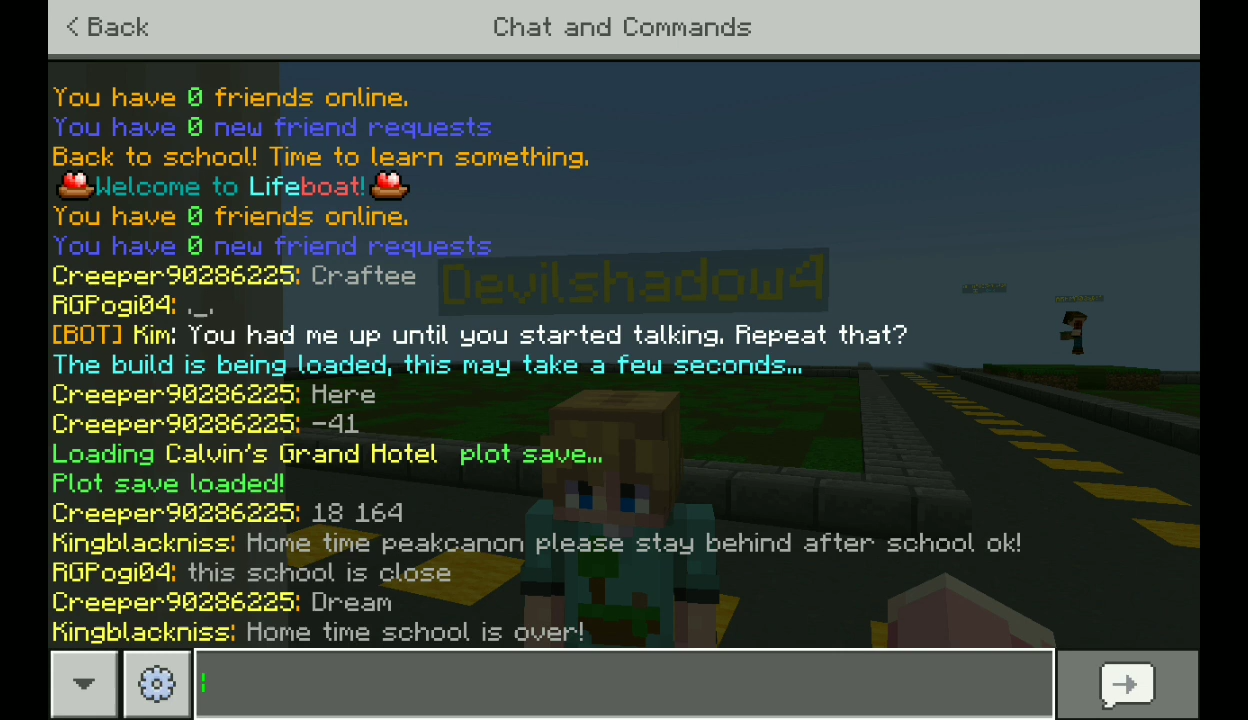 < Back
Chat and Commands
You have 0 friends online.
You have 0 new friend requests
Back to school! Time to learn something.
Welcome to Lifeboat!
You have 0 friends online.
You have 0 new friend requests
Creeper90286225: Craftee
Devilshadow4
RGPogi04: ._.
[BOT] Kim: You had me up until you started talking. Repeat that?
The build is being loaded, this may take a few seconds...
Creeper90286225: Here
Creeper90286225: -41
Loading Calvin's Grand Hotel plot save...
Plot save loaded!
Creeper90286225: 18 164
Kingblackniss: Home time peakcanon please stay behind after school ok!
RGPogi04: this school is close
Creeper90286225: Dream
Kingblackniss: Home time school is over!